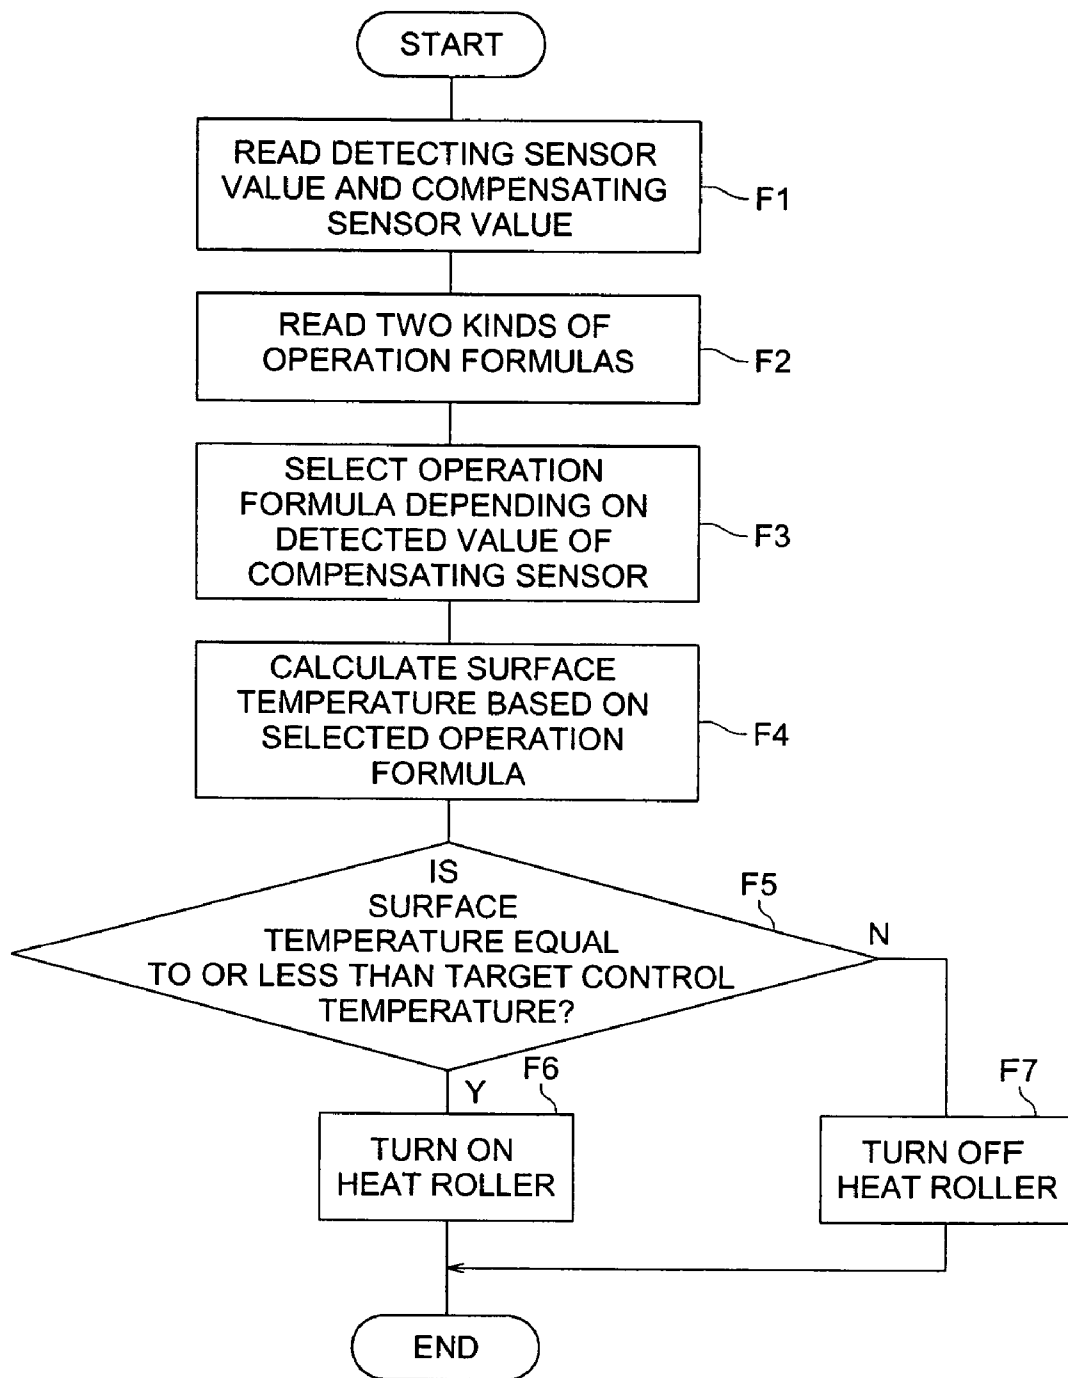 START
READ DETECTING SENSOR
VALUE AND COMPENSATING
SENSOR VALUE
F1
READ TWO KINDS OF
OPERATION FORMULAS
F2
SELECT OPERATION
FORMULA DEPENDING ON
DETECTED VALUE OF
COMPENSATING SENSOR
F3
CALCULATE SURFACE
TEMPERATURE BASED ON
SELECTED OPERATION
FORMULA
F4
IS
SURFACE
TEMPERATURE EQUAL
TO OR LESS THAN TARGET CONTROL
TEMPERATURE?
F5
N
Y
F6
TURN ON
HEAT ROLLER
F7
TURN OFF
HEAT ROLLER
END